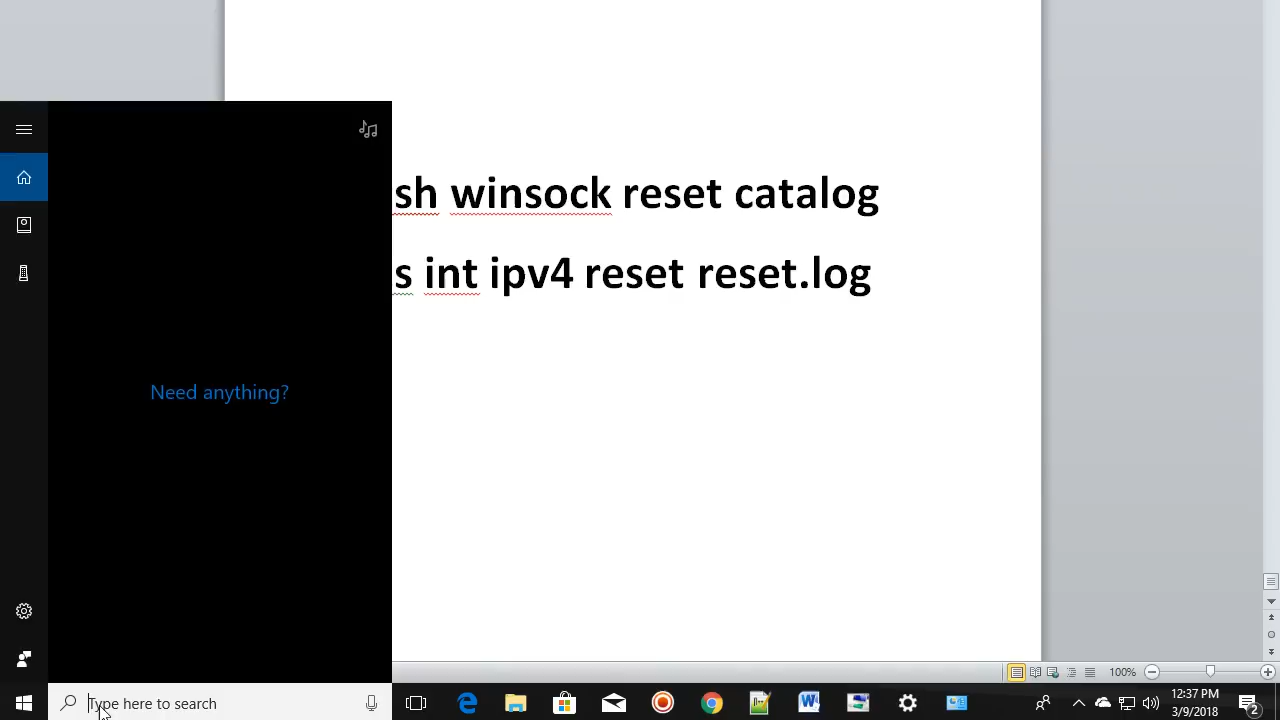 sh winsock reset catalog
s int ipv4 reset reset.log
Need anything?
100%
Type here to search
12:37 PM
3/9/2018
2